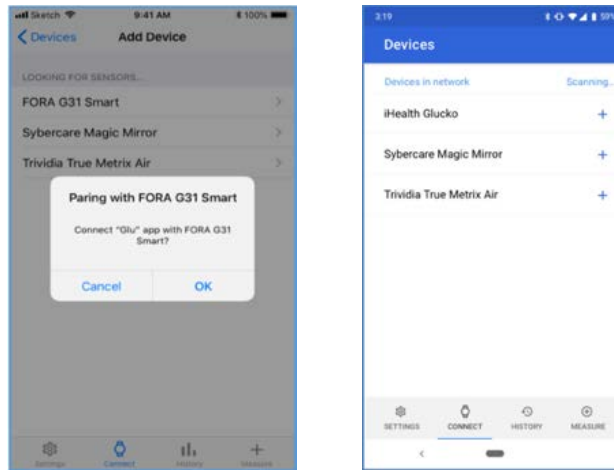 Sketch 9:41 AM 100%
Devices Add Device
LOOKING FOR SENSORS...
FORA G31 Smart
Sybercare Magic Mirror
Trividia True Metrix Air
Paring with FORA G31 Smart
Connect "Glu" app with FORA G31
Smart?
Cancel OK
Settings Connect History Measure
3:19 59%
Devices
Devices in network Scanning...
iHealth Glucko
Sybercare Magic Mirror
Trividia True Metrix Air
SETTINGS CONNECT HISTORY MEASURE